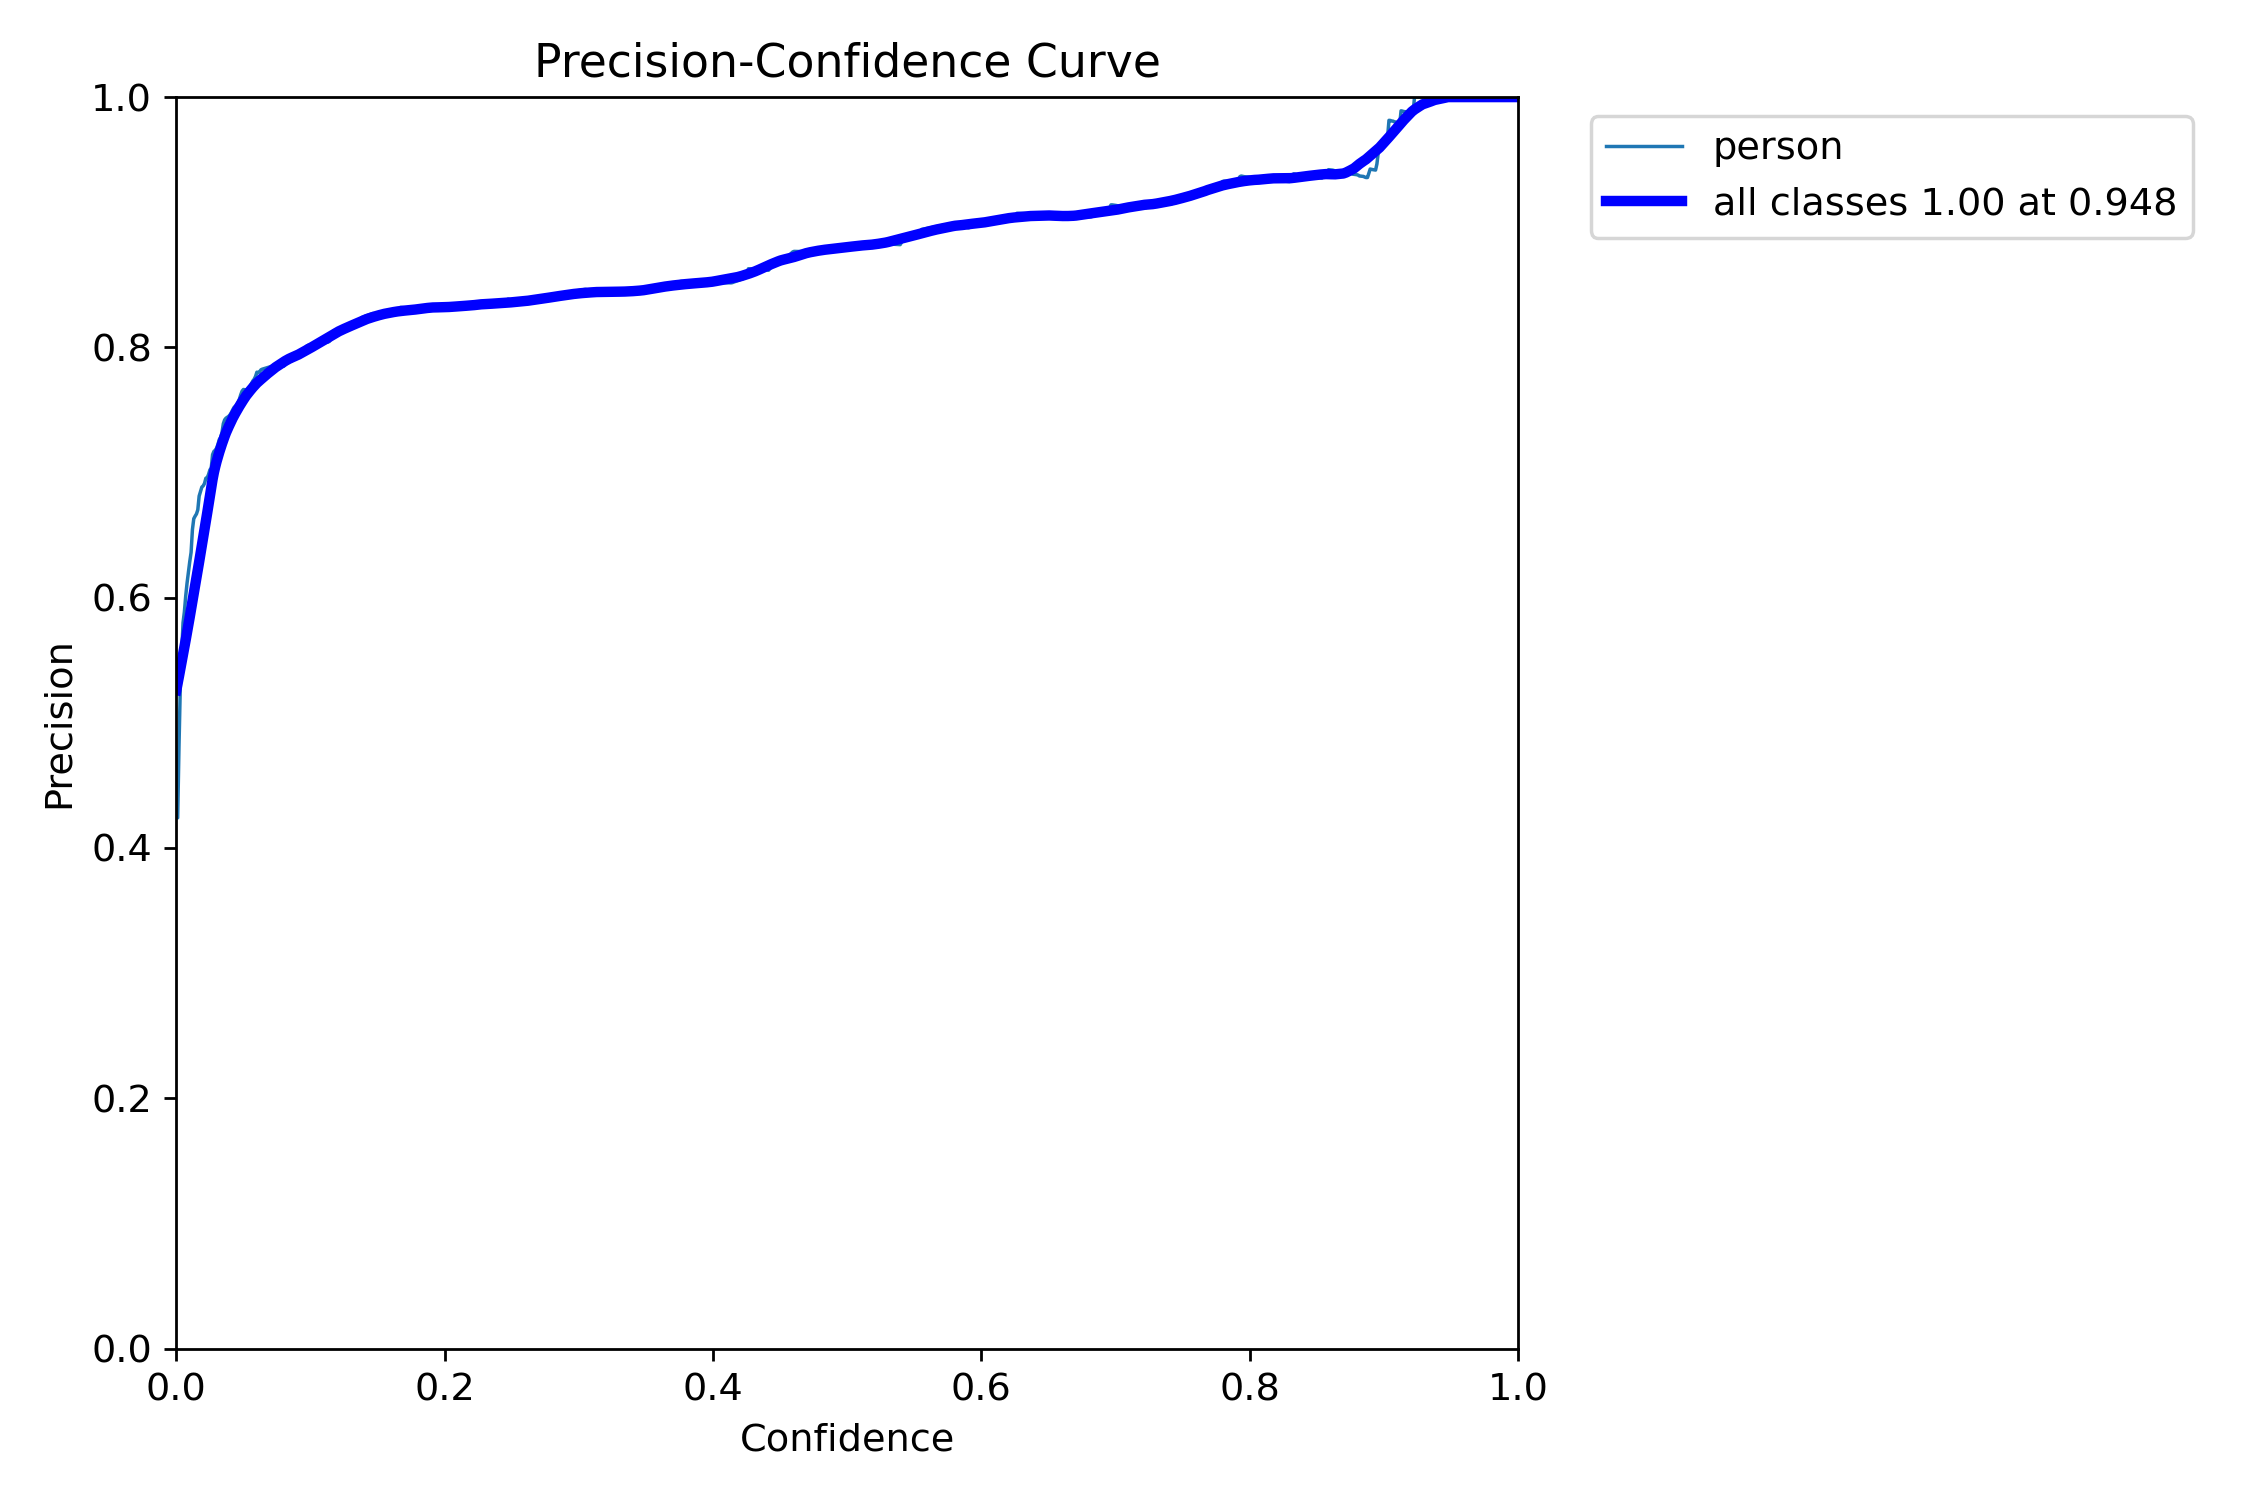 Precision-Confidence Curve
1.0
0.8
0.6
0.4
0.2
0.0
Precision
0.0 0.2 0.4 0.6 0.8 1.0
Confidence
person
all classes 1.00 at 0.948